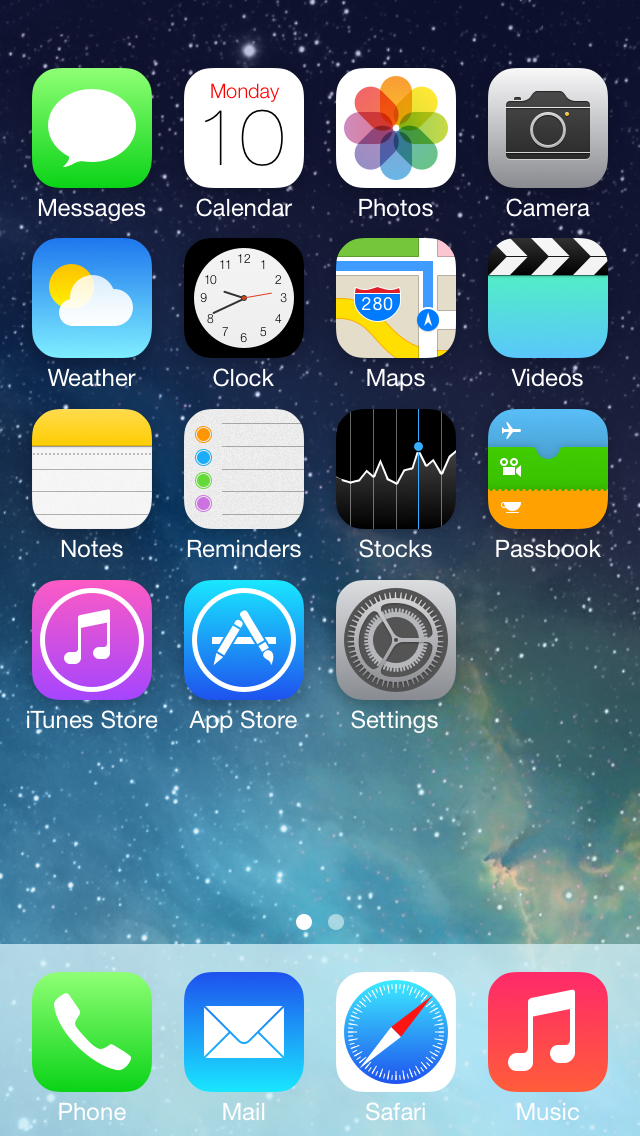 Monday
10
Messages Calendar Photos Camera
12
11 1
10 2
9 3
8 4
7 5
6
280
Weather Clock Maps Videos
Notes Reminders Stocks Passbook
iTunes Store App Store Settings
Phone Mail Safari Music